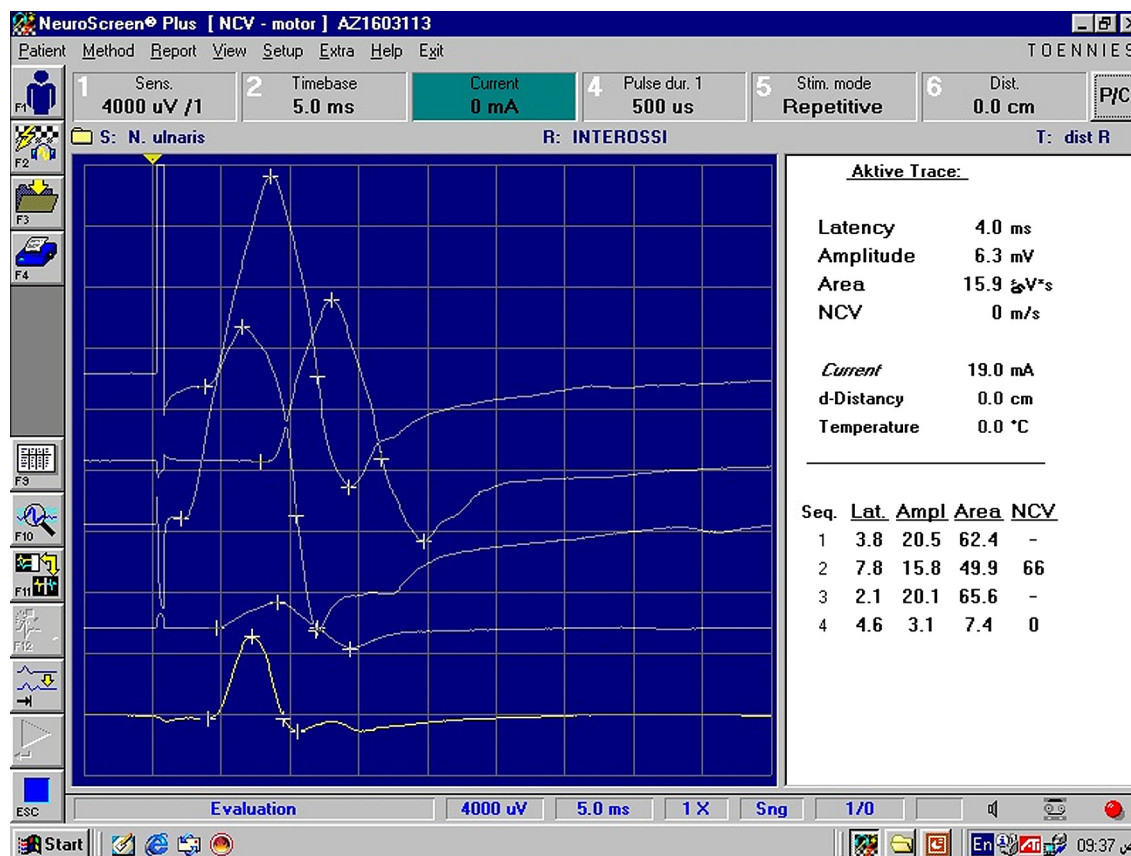 NeuroScreen® Plus [ NCV - motor ] AZ1603113
Patient Method Report View Setup Extra Help Exit TOENNIES
1 Sens. 4000 uV /1
2 Timebase 5.0 ms
Current 0 mA
4 Pulse dur. 1 500 us
5 Stim. mode Repetitive
6 Dist. 0.0 cm
P/C
F1
F2
F3
F4
F9
F10
F11
F12
ESC
S: N. ulnaris R: INTEROSSI T: dist R
Aktive Trace:
Latency 4.0 ms
Amplitude 6.3 mV
Area 15.9 V*s
NCV 0 m/s
Current 19.0 mA
d-Distancy 0.0 cm
Temperature 0.0 °C
Seq. Lat. Ampl Area NCV
1 3.8 20.5 62.4 -
2 7.8 15.8 49.9 66
3 2.1 20.1 65.6 -
4 4.6 3.1 7.4 0
Evaluation 4000 uV 5.0 ms 1 X Sng 1/0
Start En 09:37 ص